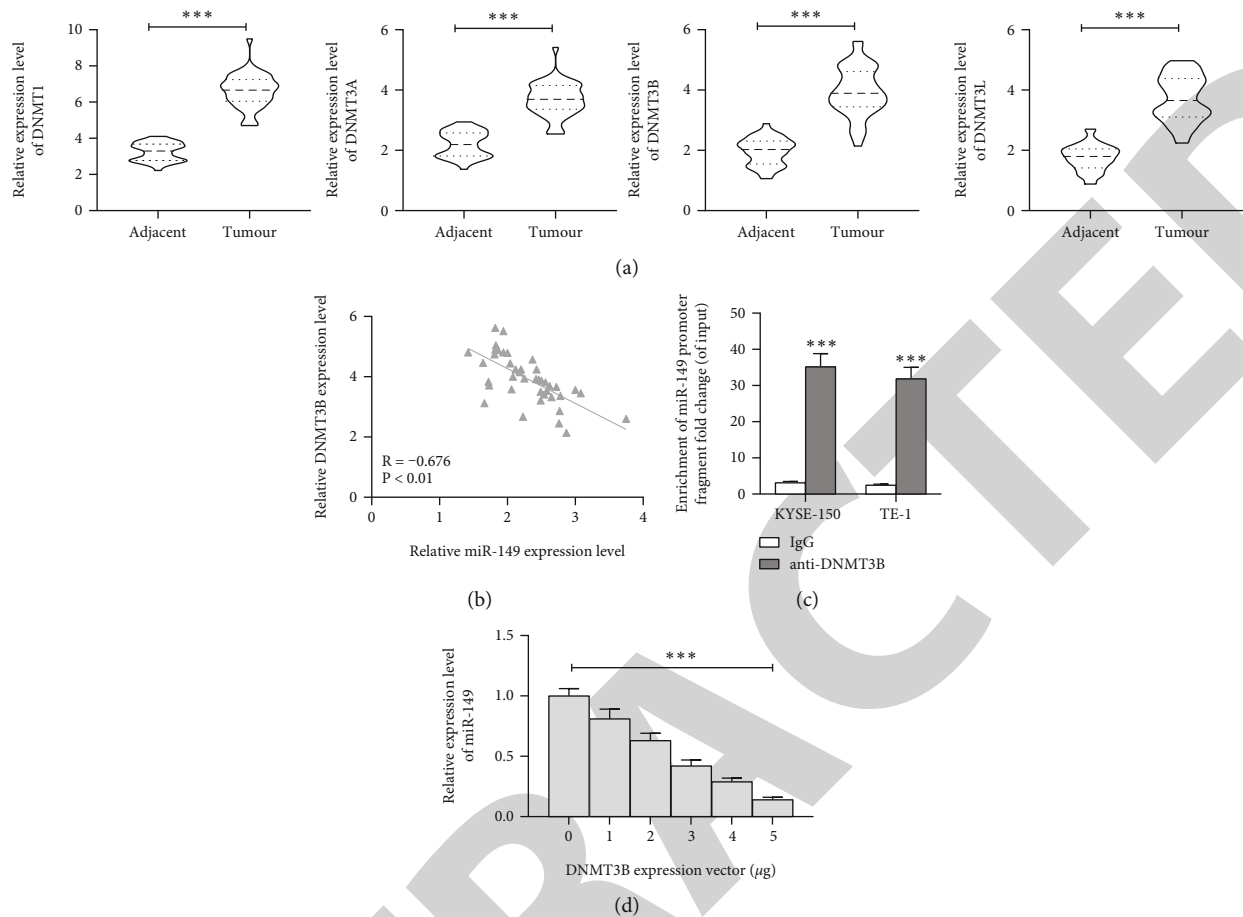 ***
Relative expression level
of DNMT1
10
8
6
4
2
0
Adjacent
Tumour
***
Relative expression level
of DNMT3A
6
4
2
0
Adjacent
Tumour
***
Relative expression level
of DNMT3B
6
4
2
0
Adjacent
Tumour
***
Relative expression level
of DNMT3L
6
4
2
0
Adjacent
Tumour
(a)
Relative DNMT3B expression level
6
4
2
0
R = −0.676
P < 0.01
0
1
2
3
4
Relative miR-149 expression level
(b)
Enrichment of miR-149 promoter
fragment fold change (of input)
50
40
30
20
10
0
***
***
KYSE-150
TE-1
IgG
anti-DNMT3B
(c)
Relative expression level
of miR-149
1.5
1.0
0.5
0.0
***
0
1
2
3
4
5
DNMT3B expression vector (μg)
(d)
RACTED